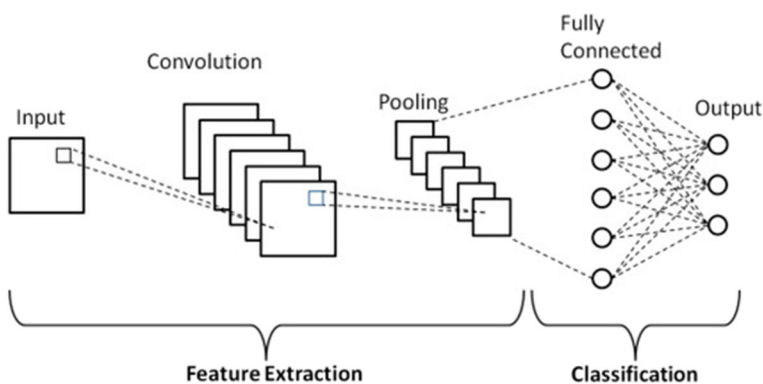 Input
Convolution
Pooling
Fully
Connected
Output
Feature Extraction
Classification